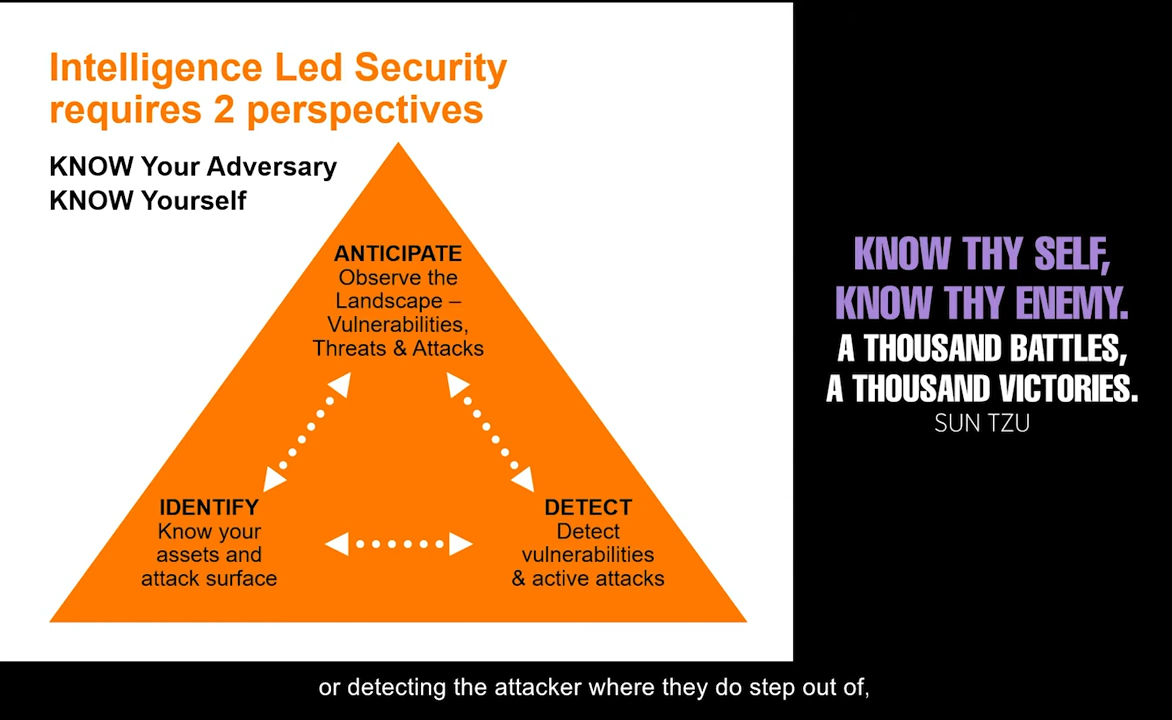 Intelligence Led Security
requires 2 perspectives
KNOW Your Adversary
KNOW Yourself
ANTICIPATE
Observe the
Landscape –
Vulnerabilities,
Threats & Attacks
IDENTIFY
Know your
assets and
attack surface
DETECT
Detect
vulnerabilities
& active attacks
KNOW THY SELF,
KNOW THY ENEMY.
A THOUSAND BATTLES,
A THOUSAND VICTORIES.
SUN TZU
or detecting the attacker where they do step out of,